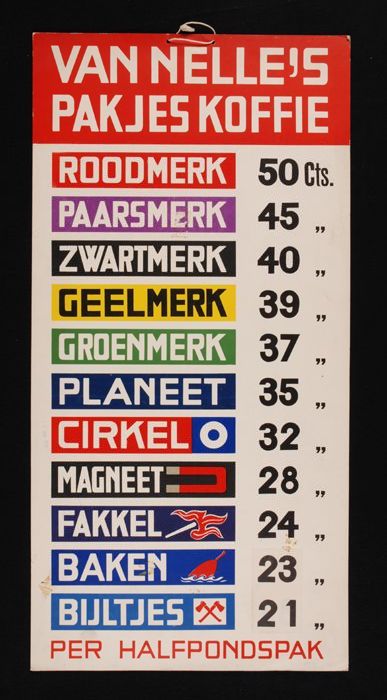 VAN NELLE'S
PAKJES KOFFIE
ROODMERK 50 Cts.
PAARSMERK 45 „
ZWARTMERK 40 „
GEELMERK 39 „
GROENMERK 37 „
PLANEET 35 „
CIRKEL 32 „
MAGNEET 28 „
FAKKEL 24 „
BAKEN 23 „
BIJLTJES 21 „
PER HALFPONDSPAK